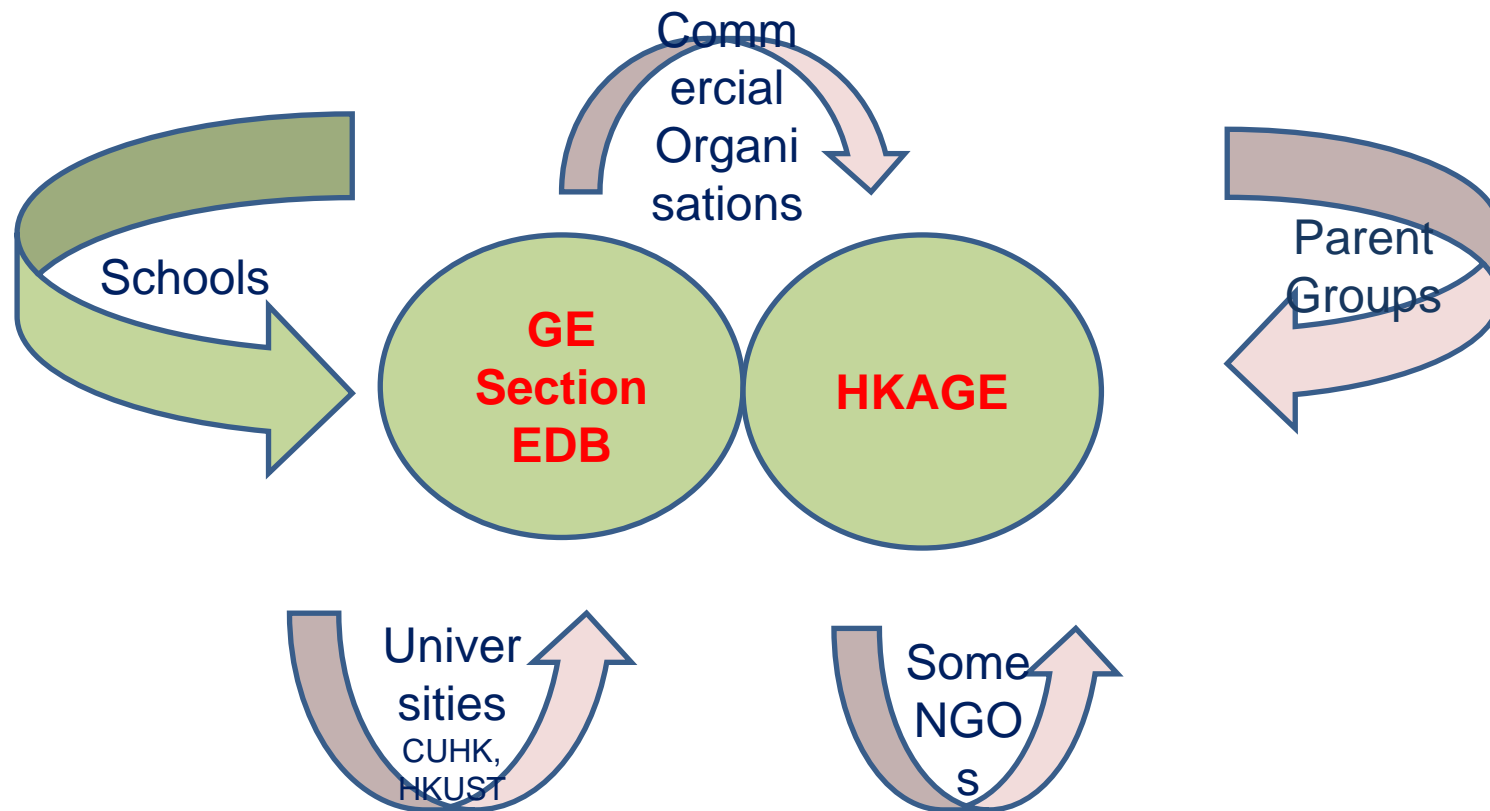 Comm
ercial
Organi
sations
Schools
Parent
Groups
GE
Section
EDB
HKAGE
Univer
sities
CUHK,
HKUST
Some
NGO
s